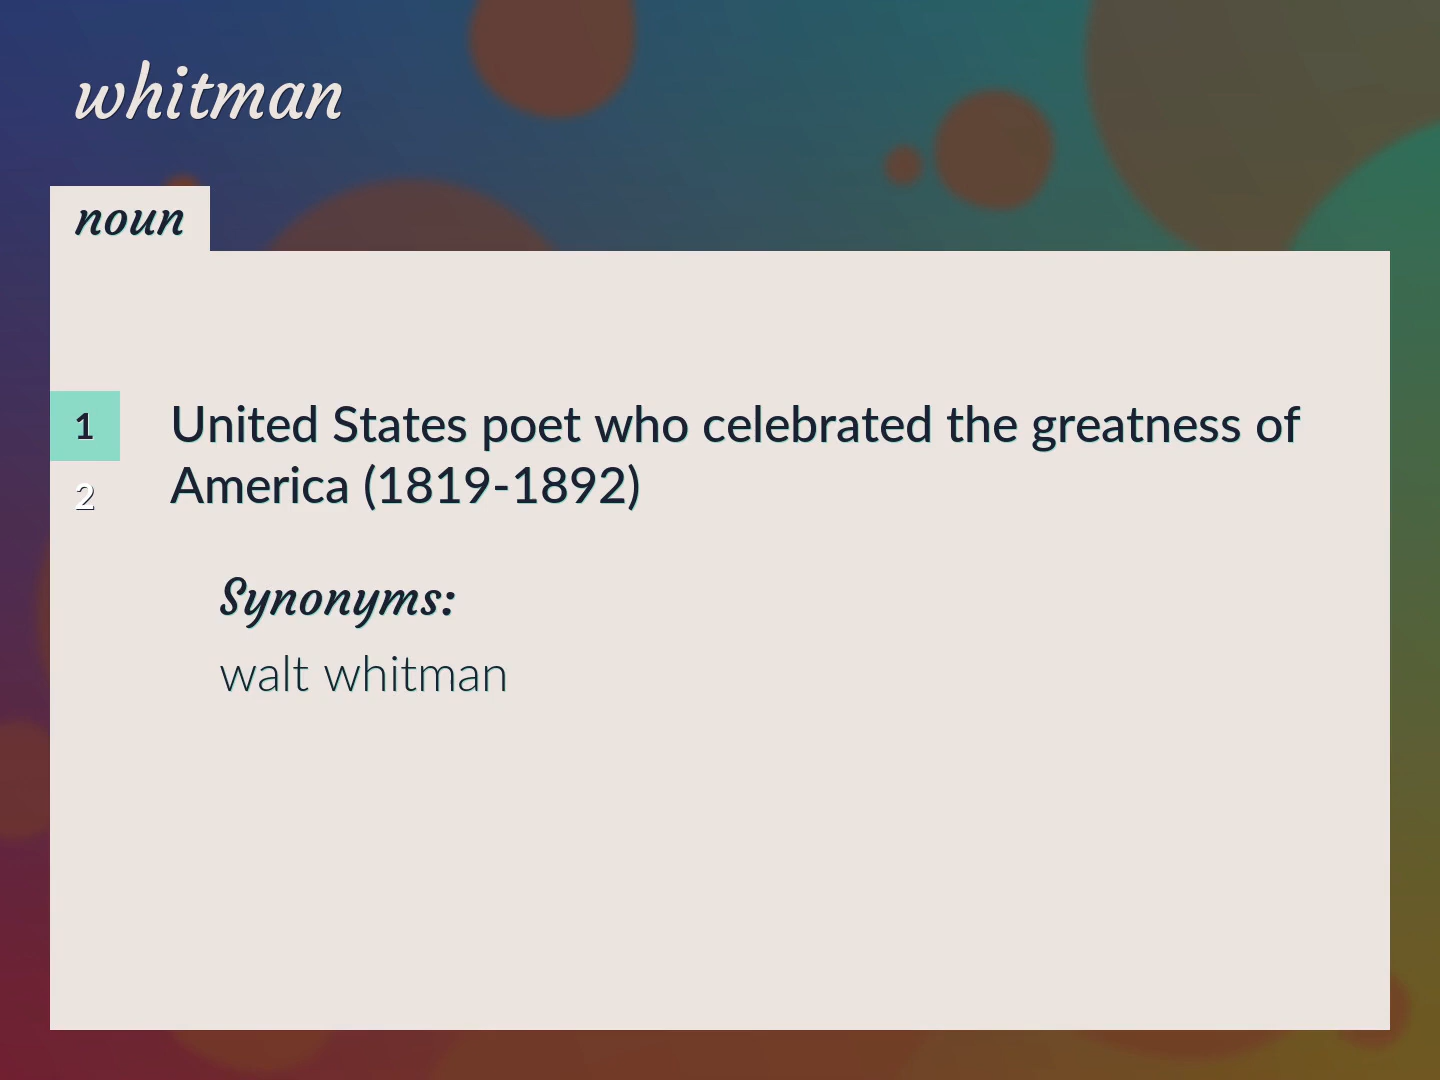 whitman
noun
1
United States poet who celebrated the greatness of
America (1819-1892)
2
Synonyms:
walt whitman